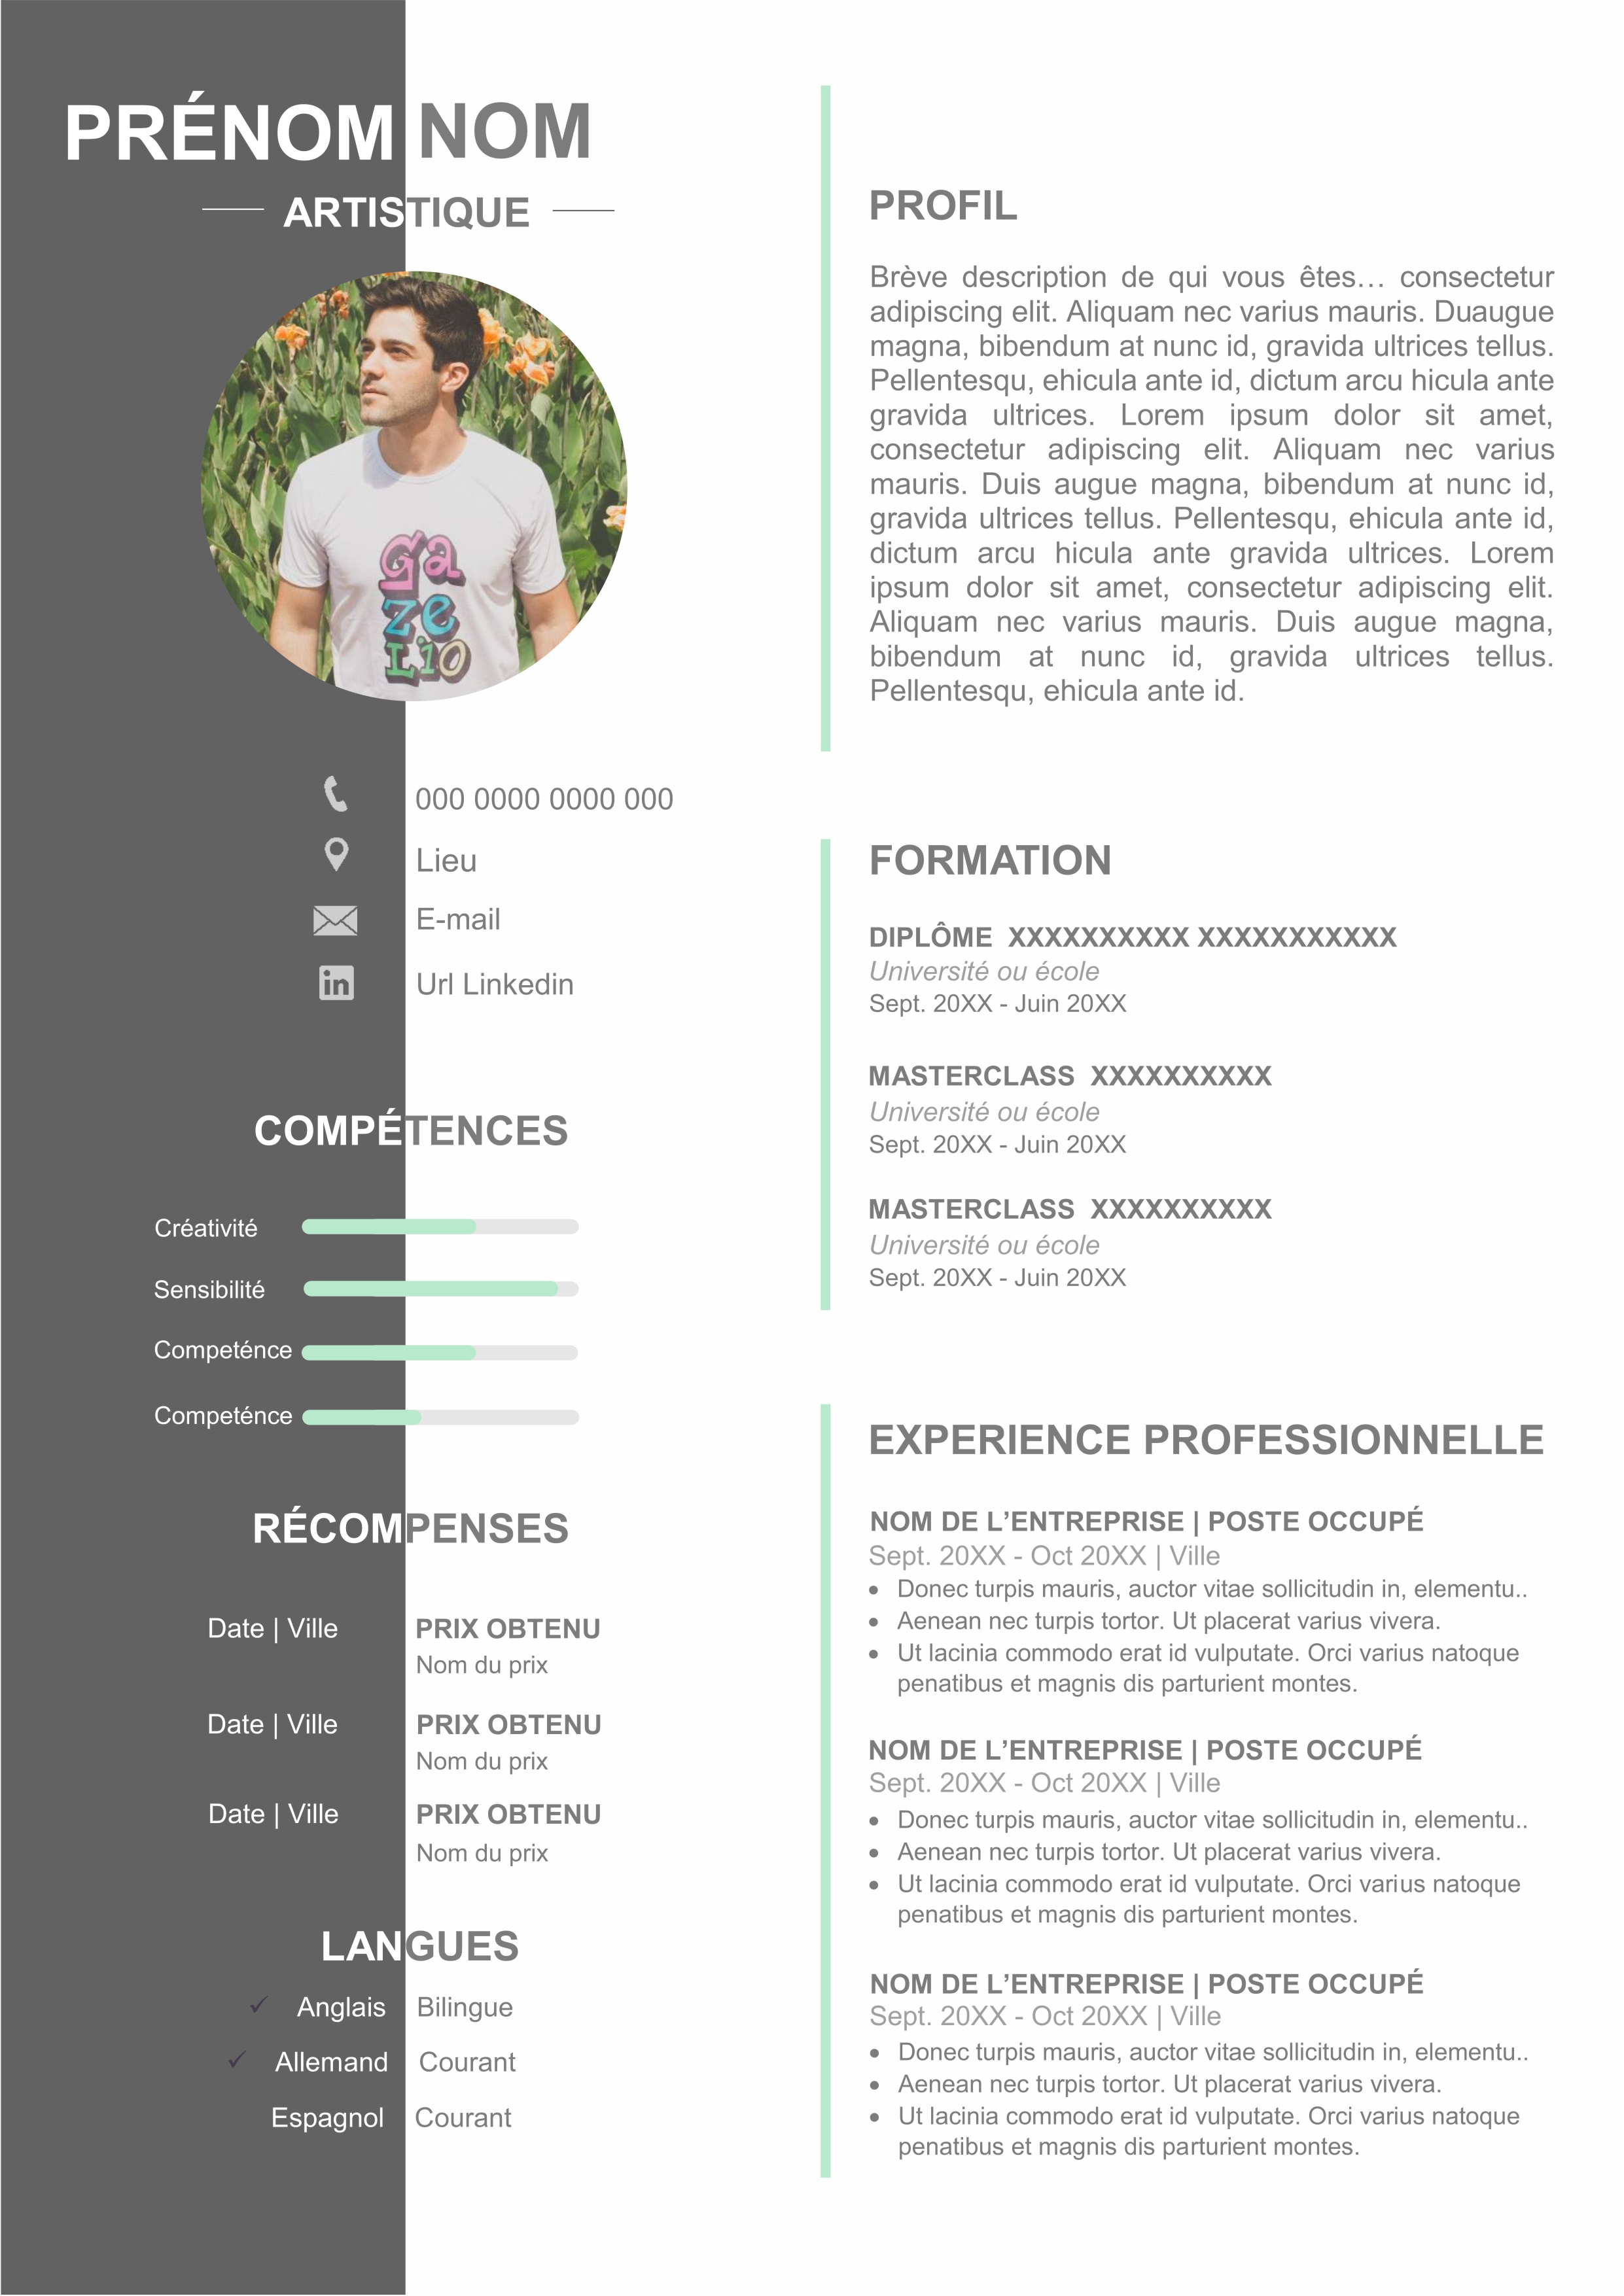 PRÉNOM NOM
ARTISTIQUE
ga
ze
Lio
000 0000 0000 000
Lieu
E-mail
in
Url Linkedin
COMPÉTENCES
Créativité
Sensibilité
Competénce
Competénce
RÉCOMPENSES
Date | Ville PRIX OBTENU
Nom du prix
Date | Ville PRIX OBTENU
Nom du prix
Date | Ville PRIX OBTENU
Nom du prix
LANGUES
✓ Anglais Bilingue
✓ Allemand Courant
Espagnol Courant
PROFIL
Brève description de qui vous êtes… consectetur
adipiscing elit. Aliquam nec varius mauris. Duaugue
magna, bibendum at nunc id, gravida ultrices tellus.
Pellentesqu, ehicula ante id, dictum arcu hicula ante
gravida ultrices. Lorem ipsum dolor sit amet,
consectetur adipiscing elit. Aliquam nec varius
mauris. Duis augue magna, bibendum at nunc id,
gravida ultrices tellus. Pellentesqu, ehicula ante id,
dictum arcu hicula ante gravida ultrices. Lorem
ipsum dolor sit amet, consectetur adipiscing elit.
Aliquam nec varius mauris. Duis augue magna,
bibendum at nunc id, gravida ultrices tellus.
Pellentesqu, ehicula ante id.
FORMATION
DIPLÔME XXXXXXXXXX XXXXXXXXXXX
Université ou école
Sept. 20XX - Juin 20XX
MASTERCLASS XXXXXXXXXX
Université ou école
Sept. 20XX - Juin 20XX
MASTERCLASS XXXXXXXXXX
Université ou école
Sept. 20XX - Juin 20XX
EXPERIENCE PROFESSIONNELLE
NOM DE L’ENTREPRISE | POSTE OCCUPÉ
Sept. 20XX - Oct 20XX | Ville
• Donec turpis mauris, auctor vitae sollicitudin in, elementu..
• Aenean nec turpis tortor. Ut placerat varius vivera.
• Ut lacinia commodo erat id vulputate. Orci varius natoque
penatibus et magnis dis parturient montes.
NOM DE L’ENTREPRISE | POSTE OCCUPÉ
Sept. 20XX - Oct 20XX | Ville
• Donec turpis mauris, auctor vitae sollicitudin in, elementu..
• Aenean nec turpis tortor. Ut placerat varius vivera.
• Ut lacinia commodo erat id vulputate. Orci varius natoque
penatibus et magnis dis parturient montes.
NOM DE L’ENTREPRISE | POSTE OCCUPÉ
Sept. 20XX - Oct 20XX | Ville
• Donec turpis mauris, auctor vitae sollicitudin in, elementu..
• Aenean nec turpis tortor. Ut placerat varius vivera.
• Ut lacinia commodo erat id vulputate. Orci varius natoque
penatibus et magnis dis parturient montes.